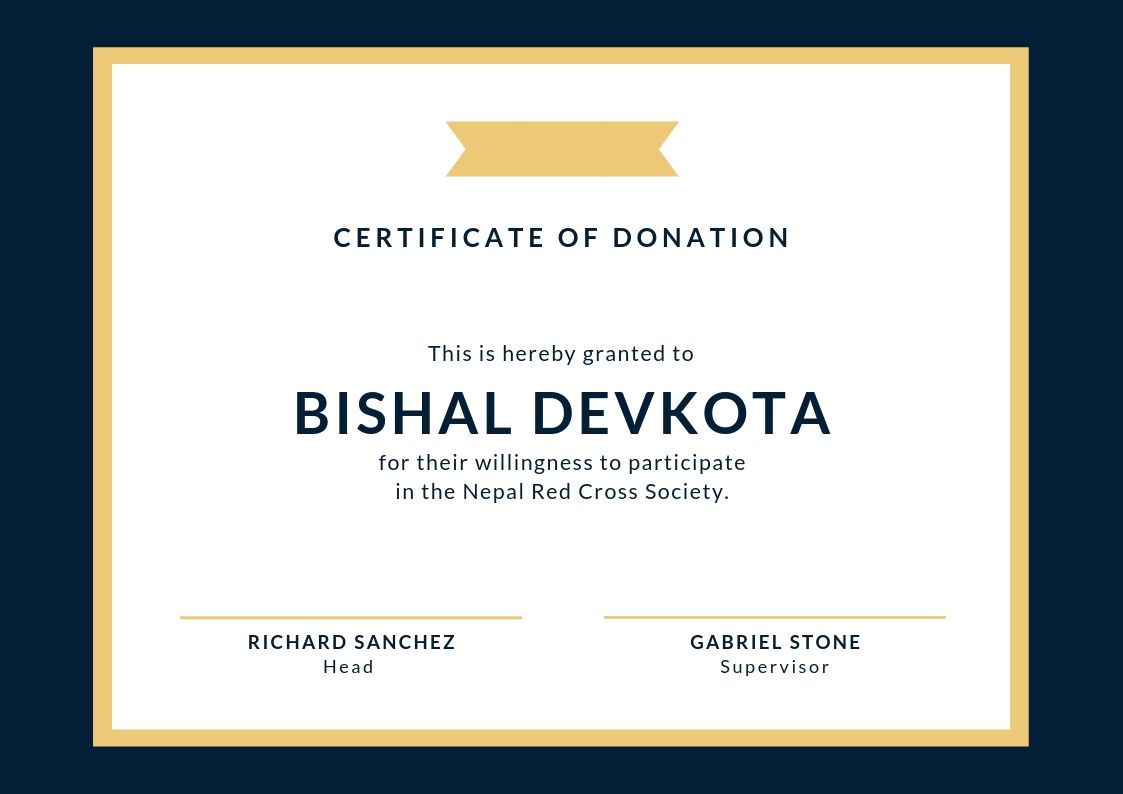 CERTIFICATE OF DONATION
This is hereby granted to
BISHAL DEVKOTA
for their willingness to participate
in the Nepal Red Cross Society.
RICHARD SANCHEZ
Head
GABRIEL STONE
Supervisor